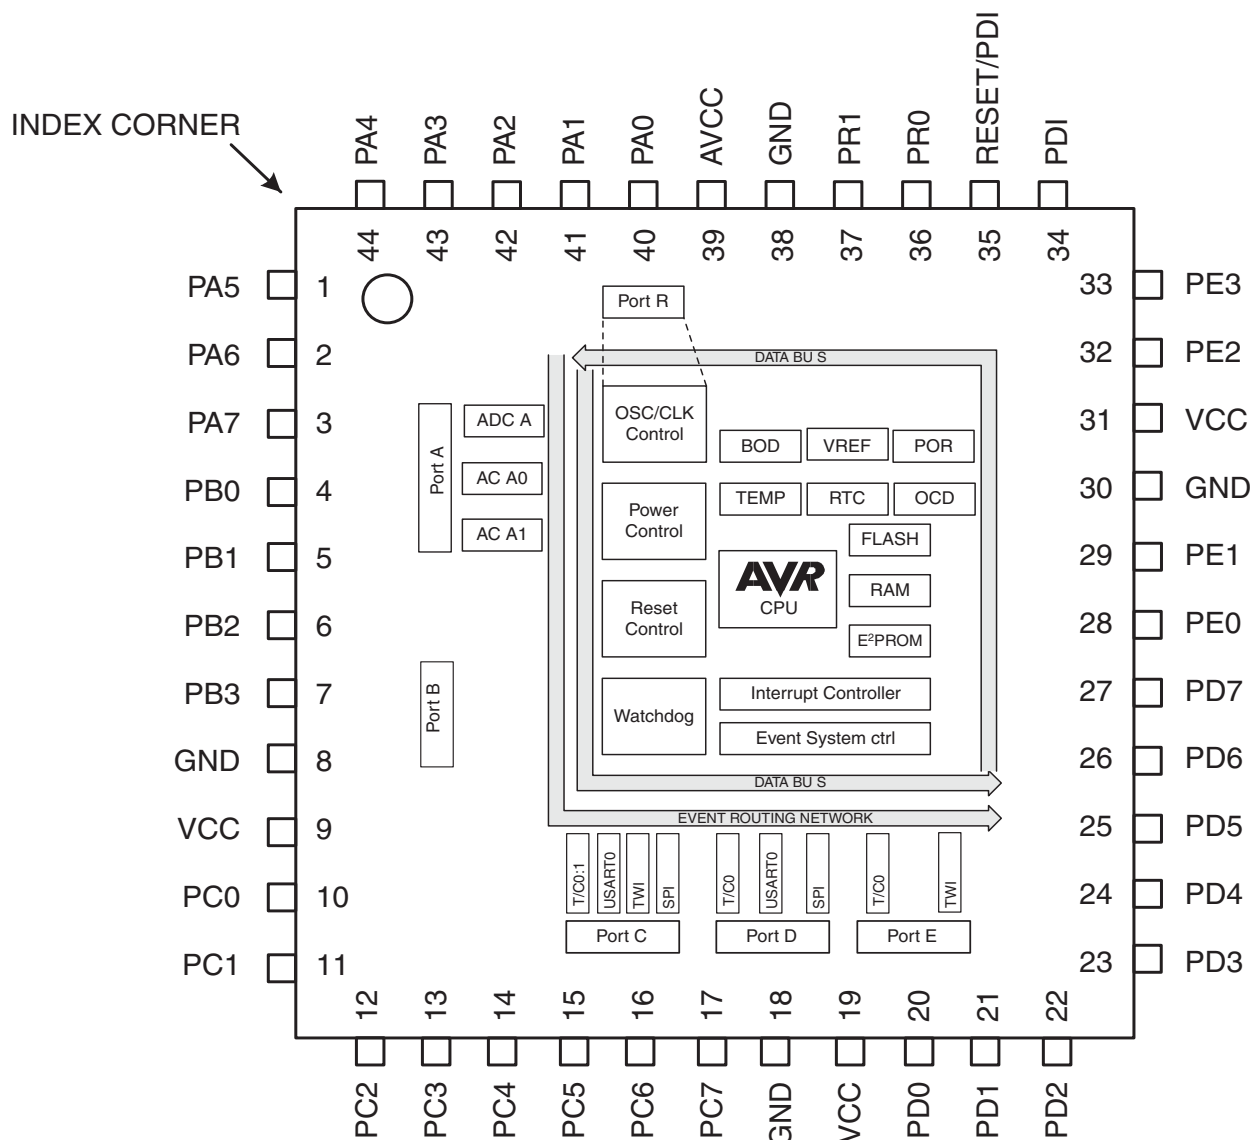 INDEX CORNER
PA4
PA3
PA2
PA1
PA0
AVCC
GND
PR1
PR0
RESET/PDI
PDI
44
43
42
41
40
39
38
37
36
35
34
PA5 1
PA6 2
PA7 3
PB0 4
PB1 5
PB2 6
PB3 7
GND 8
VCC 9
PC0 10
PC1 11
33 PE3
32 PE2
31 VCC
30 GND
29 PE1
28 PE0
27 PD7
26 PD6
25 PD5
24 PD4
23 PD3
Port R
DATA BU S
OSC/CLK
Control
BOD
VREF
POR
Port A
ADC A
AC A0
AC A1
Power
Control
TEMP
RTC
OCD
FLASH
AVR
CPU
RAM
E²PROM
Reset
Control
Port B
Watchdog
Interrupt Controller
Event System ctrl
DATA BU S
EVENT ROUTING NETWORK
T/C0:1
USART0
TWI
SPI
T/C0
USART0
SPI
T/C0
TWI
Port C
Port D
Port E
12
13
14
15
16
17
18
19
20
21
22
PC2
PC3
PC4
PC5
PC6
PC7
GND
VCC
PD0
PD1
PD2